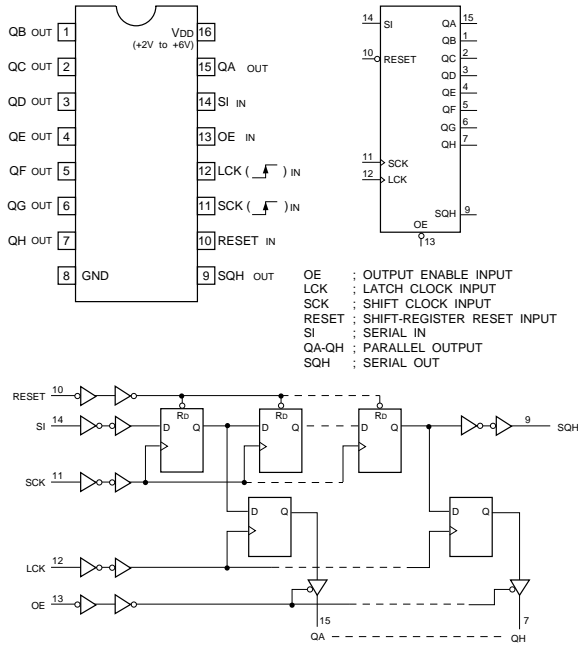 QB OUT 1 VDD 16
(+2V to +6V)
QC OUT 2 15 QA OUT
QD OUT 3 14 SI IN
QE OUT 4 13 OE IN
QF OUT 5 12 LCK ( ) IN
QG OUT 6 11 SCK ( ) IN
QH OUT 7 10 RESET IN
8 GND 9 SQH OUT
14 SI QA 15
QB 1
10 RESET QC 2
QD 3
QE 4
QF 5
QG 6
QH 7
11 SCK
12 LCK
SQH 9
OE
13
OE ; OUTPUT ENABLE INPUT
LCK ; LATCH CLOCK INPUT
SCK ; SHIFT CLOCK INPUT
RESET ; SHIFT-REGISTER RESET INPUT
SI ; SERIAL IN
QA-QH ; PARALLEL OUTPUT
SQH ; SERIAL OUT
RESET 10
RD RD RD
SI 14 D Q D Q D Q 9 SQH
SCK 11
D Q D Q
LCK 12
OE 13
15 7
QA QH